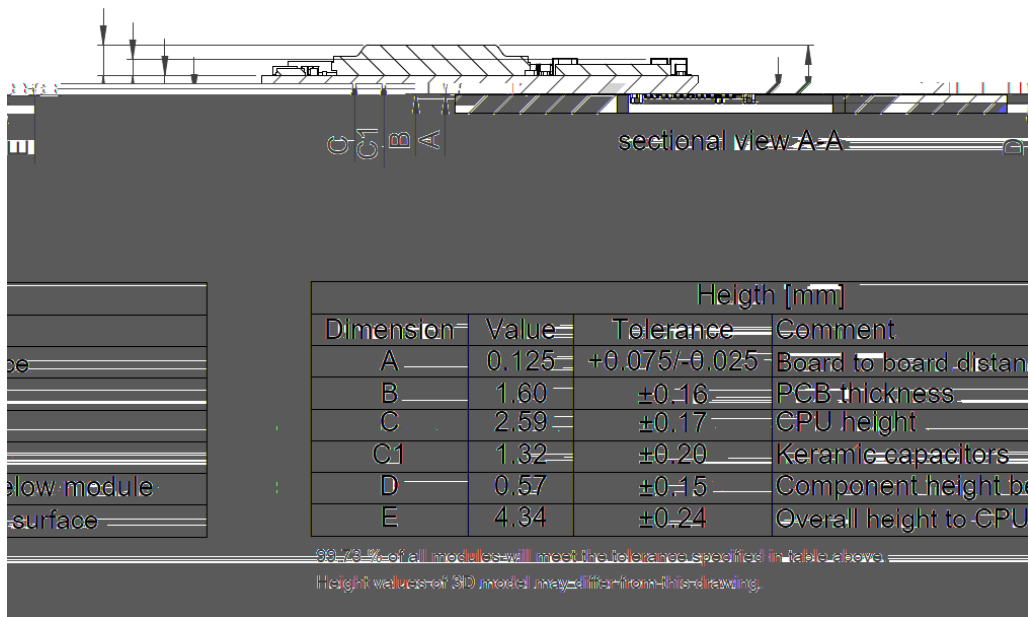 E
C
C1
B
A
sectional view A-A
D
Heigth [mm]
Dimension Value Tolerance Comment
A 0.125 +0.075/-0.025 Board to board distan
B 1.60 ±0.16 PCB thickness
C 2.59 ±0.17 CPU height
C1 1.32 ±0.20 Keramic capacitors
D 0.57 ±0.15 Component height be
E 4.34 ±0.24 Overall height to CPU
elow module
surface
99.73 % of all modules will meet the tolerance specified in table above.
Height values of 3D model may differ from this drawing.